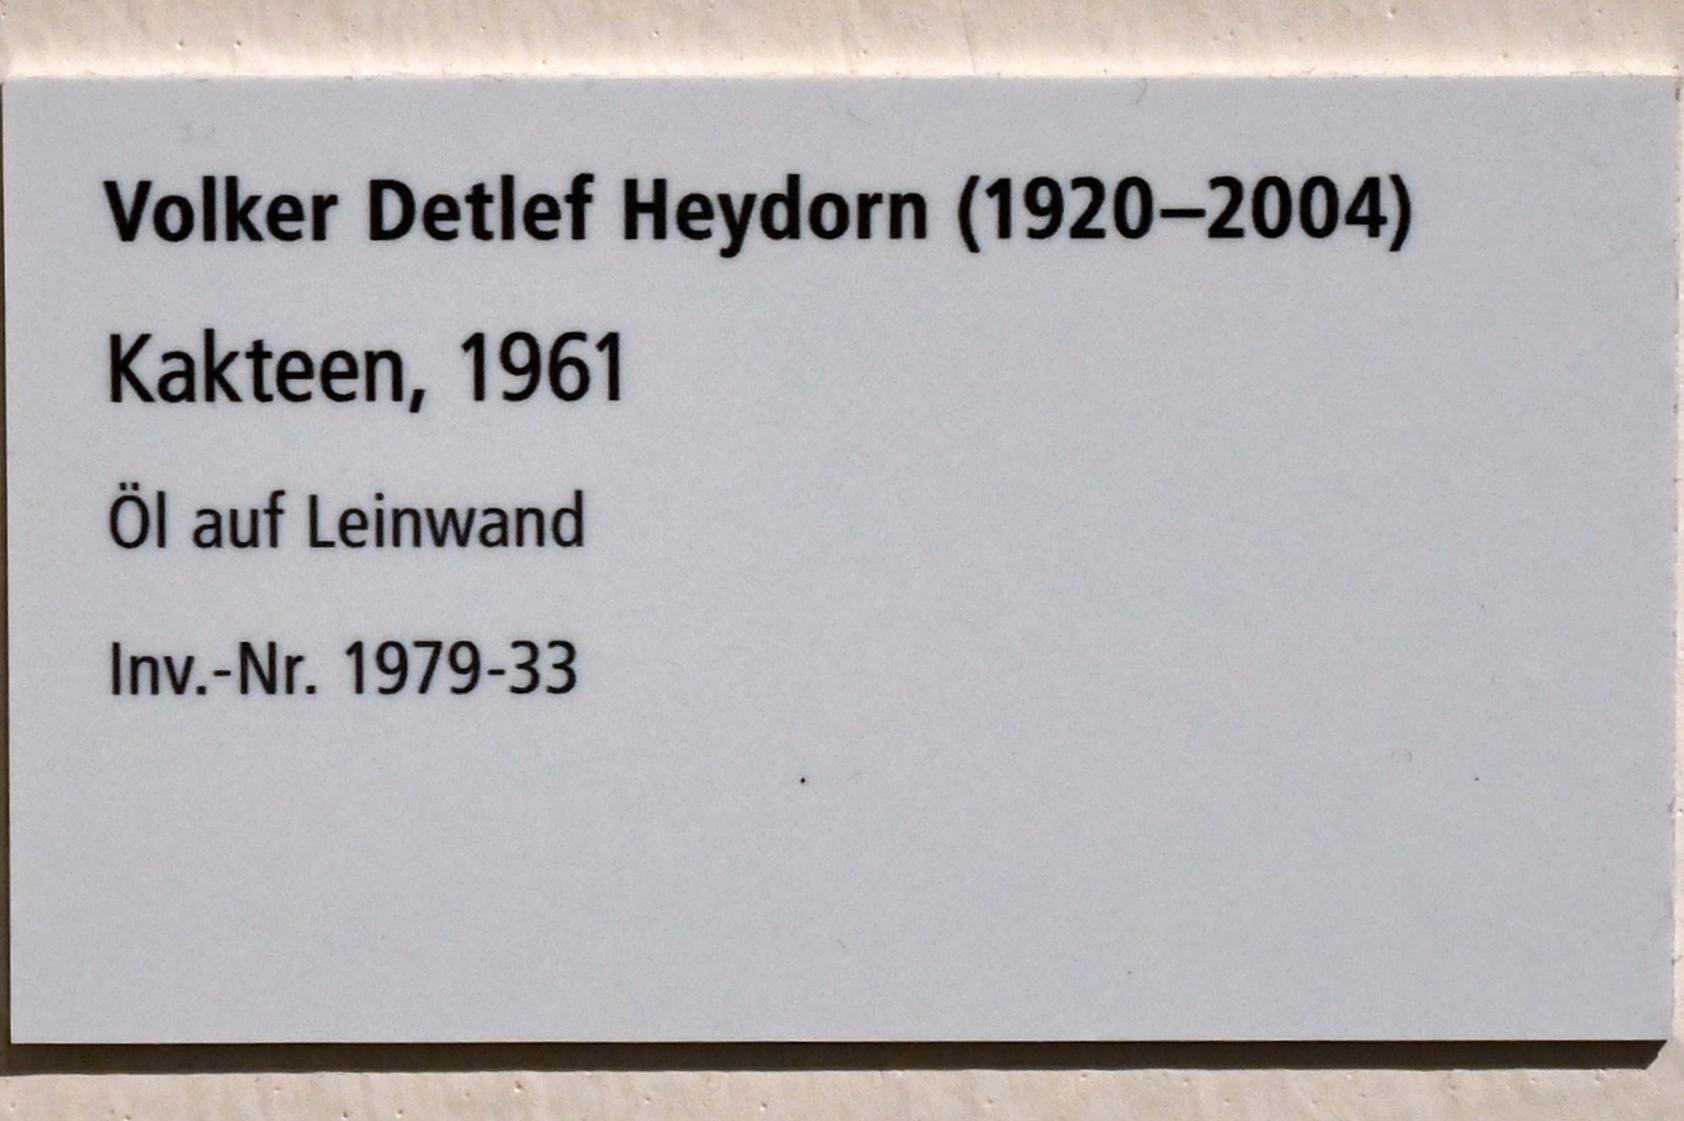 Volker Detlef Heydorn (1920–2004)
Kakteen, 1961
Öl auf Leinwand
Inv.-Nr. 1979-33